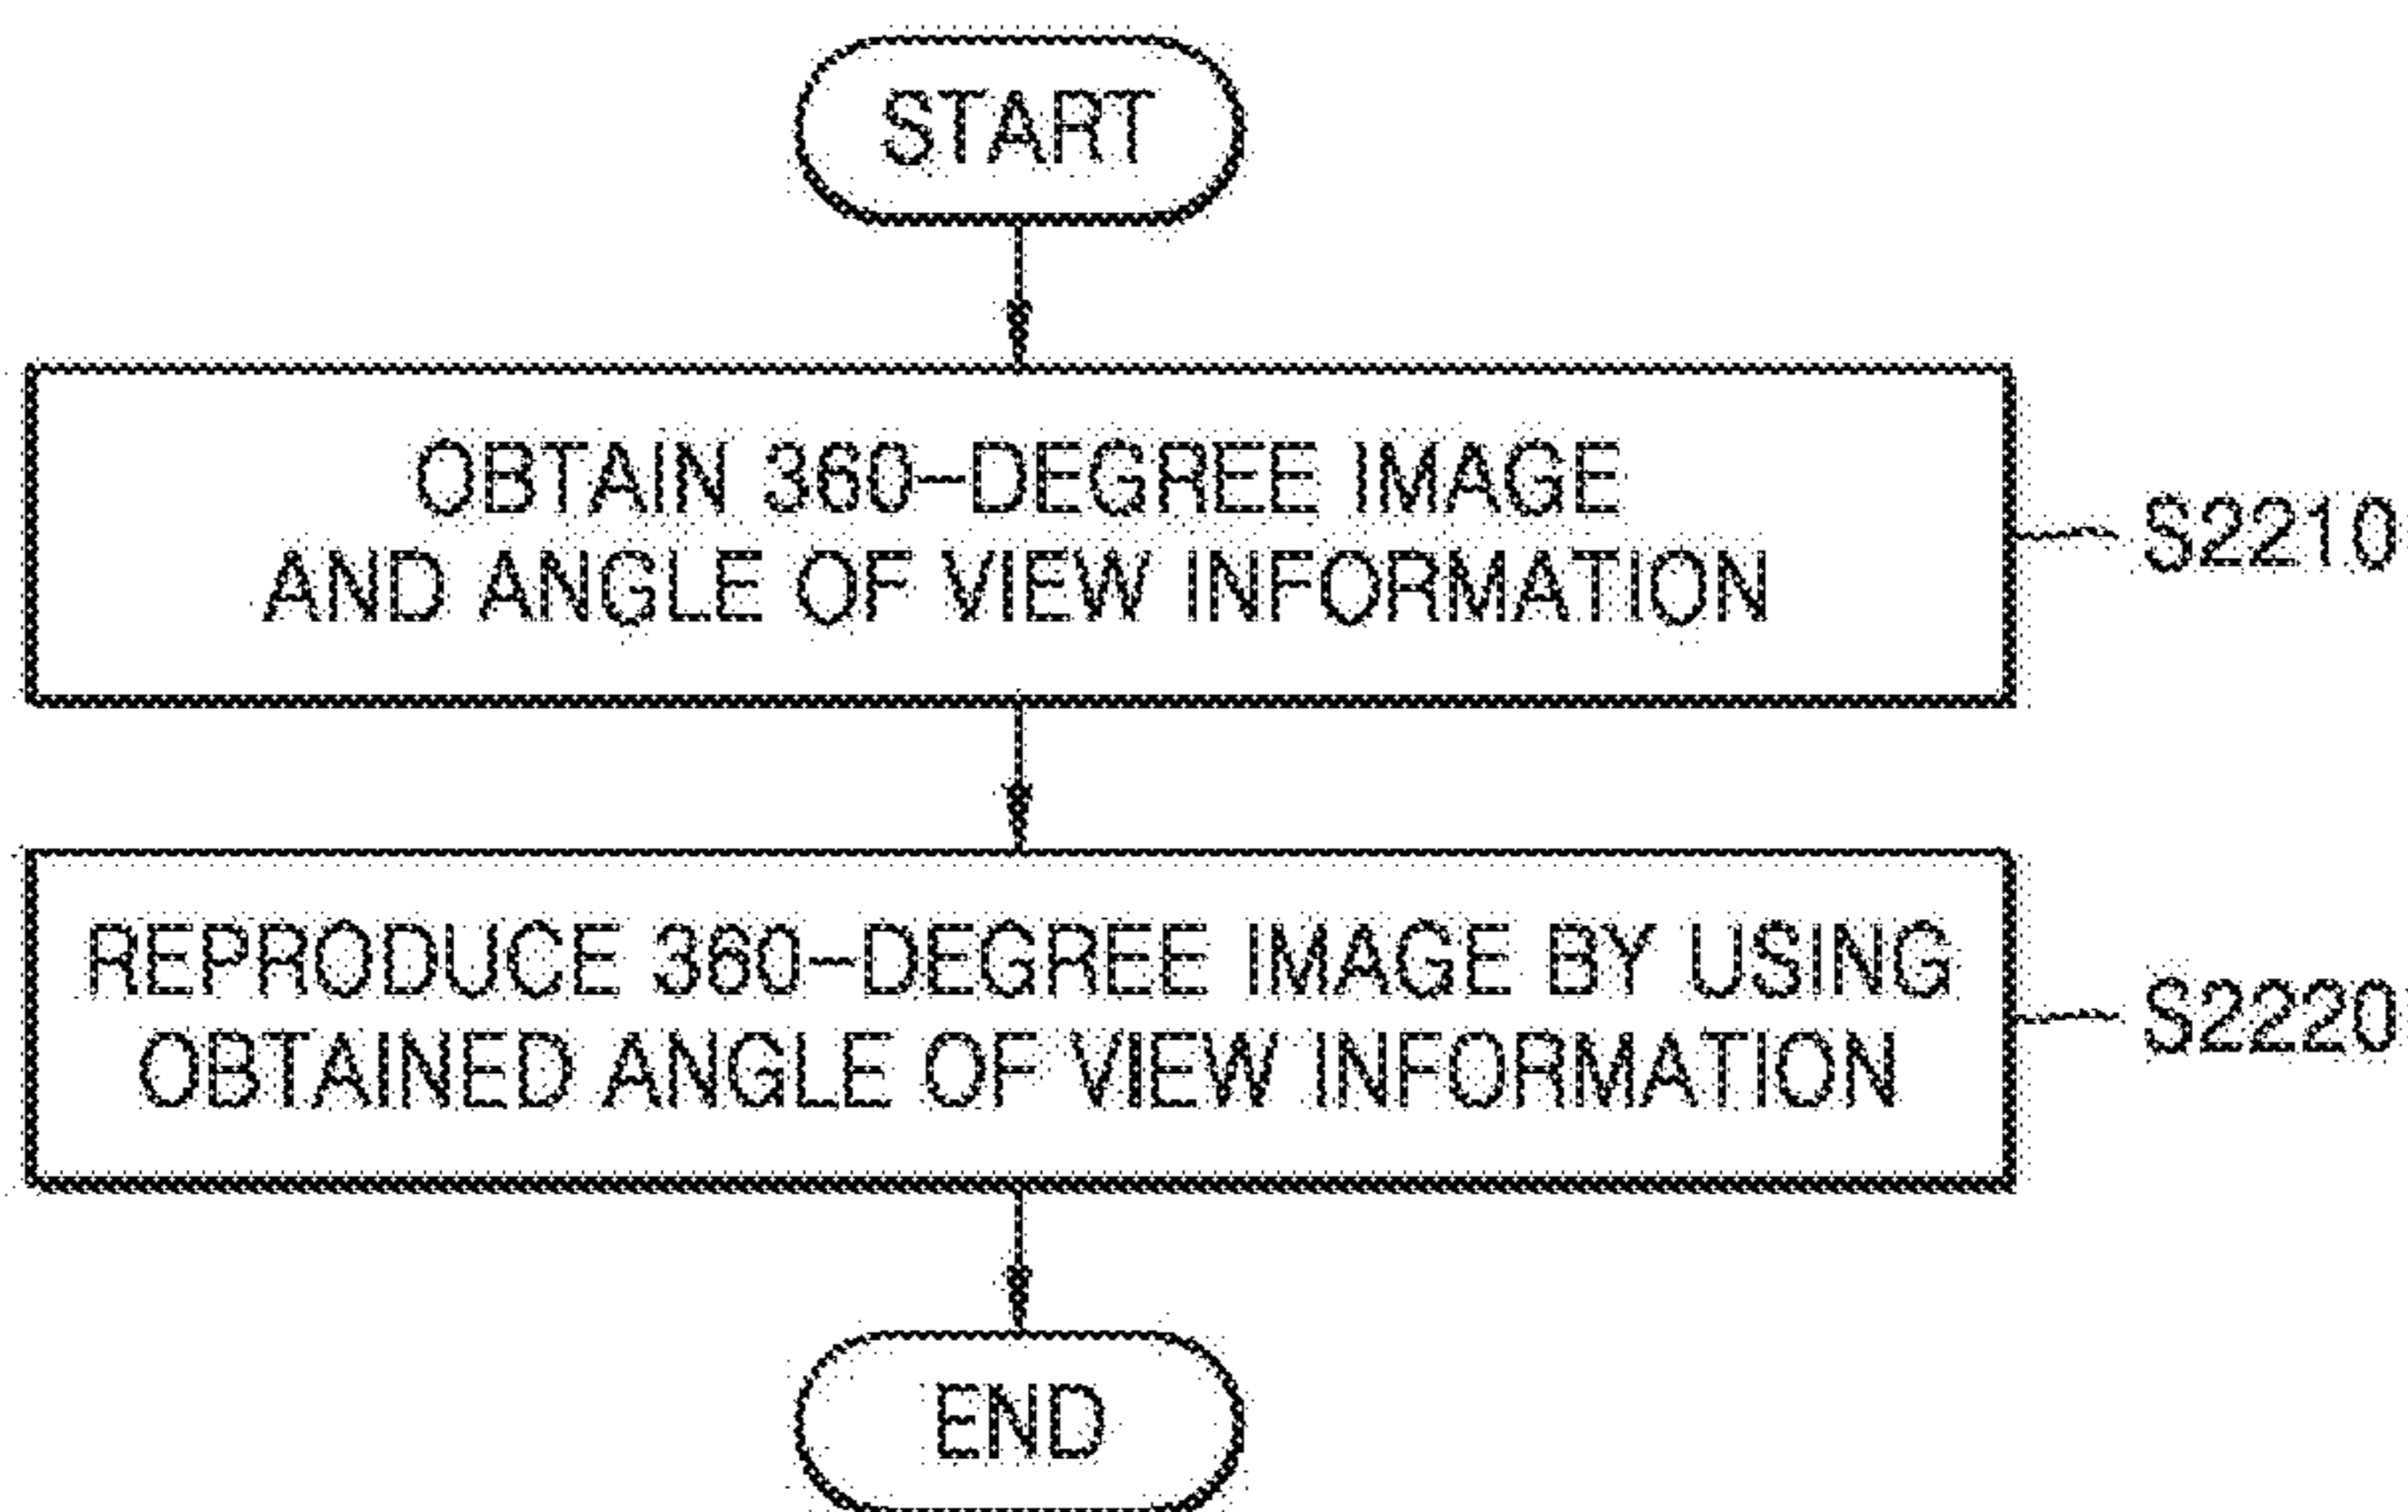 START
OBTAIN 360-DEGREE IMAGE
AND ANGLE OF VIEW INFORMATION
S2210
REPRODUCE 360-DEGREE IMAGE BY USING
OBTAINED ANGLE OF VIEW INFORMATION
S2220
END